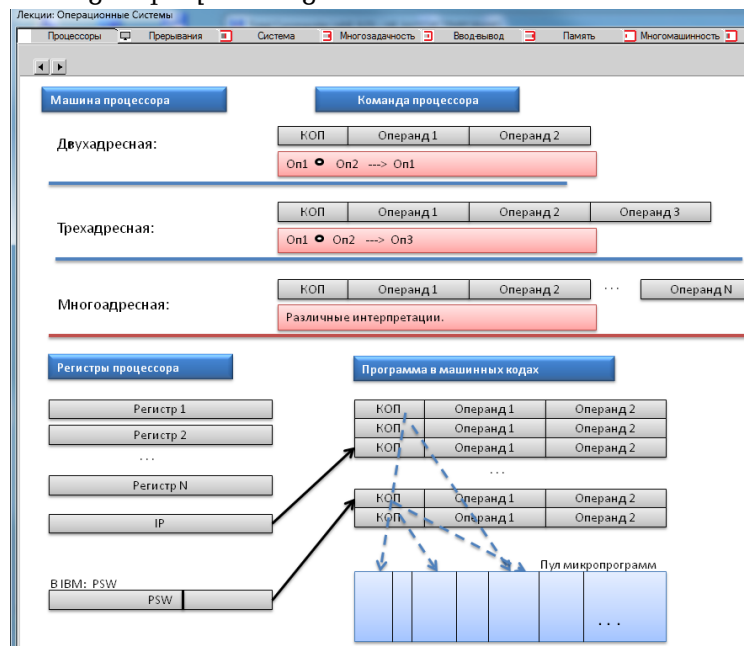 Лекции: Операционные Системы
Процессоры Прерывания Система Многозадачность Ввод-вывод Память Многомашинность
Машина процессора Команда процессора
Двухадресная:
КОП Операнд 1 Операнд 2
Оп1 Оп2 ---> Оп1
Трехадресная:
КОП Операнд 1 Операнд 2 Операнд 3
Оп1 Оп2 ---> Оп3
Многоадресная:
КОП Операнд 1 Операнд 2 ... Операнд N
Различные интерпретации.
Регистры процессора Программа в машинных кодах
Регистр 1
Регистр 2
...
Регистр N
IP
В IBM: PSW
PSW
КОП Операнд 1 Операнд 2
КОП Операнд 1 Операнд 2
КОП Операнд 1 Операнд 2
...
КОП Операнд 1 Операнд 2
КОП Операнд 1 Операнд 2
Пул микропрограмм
...